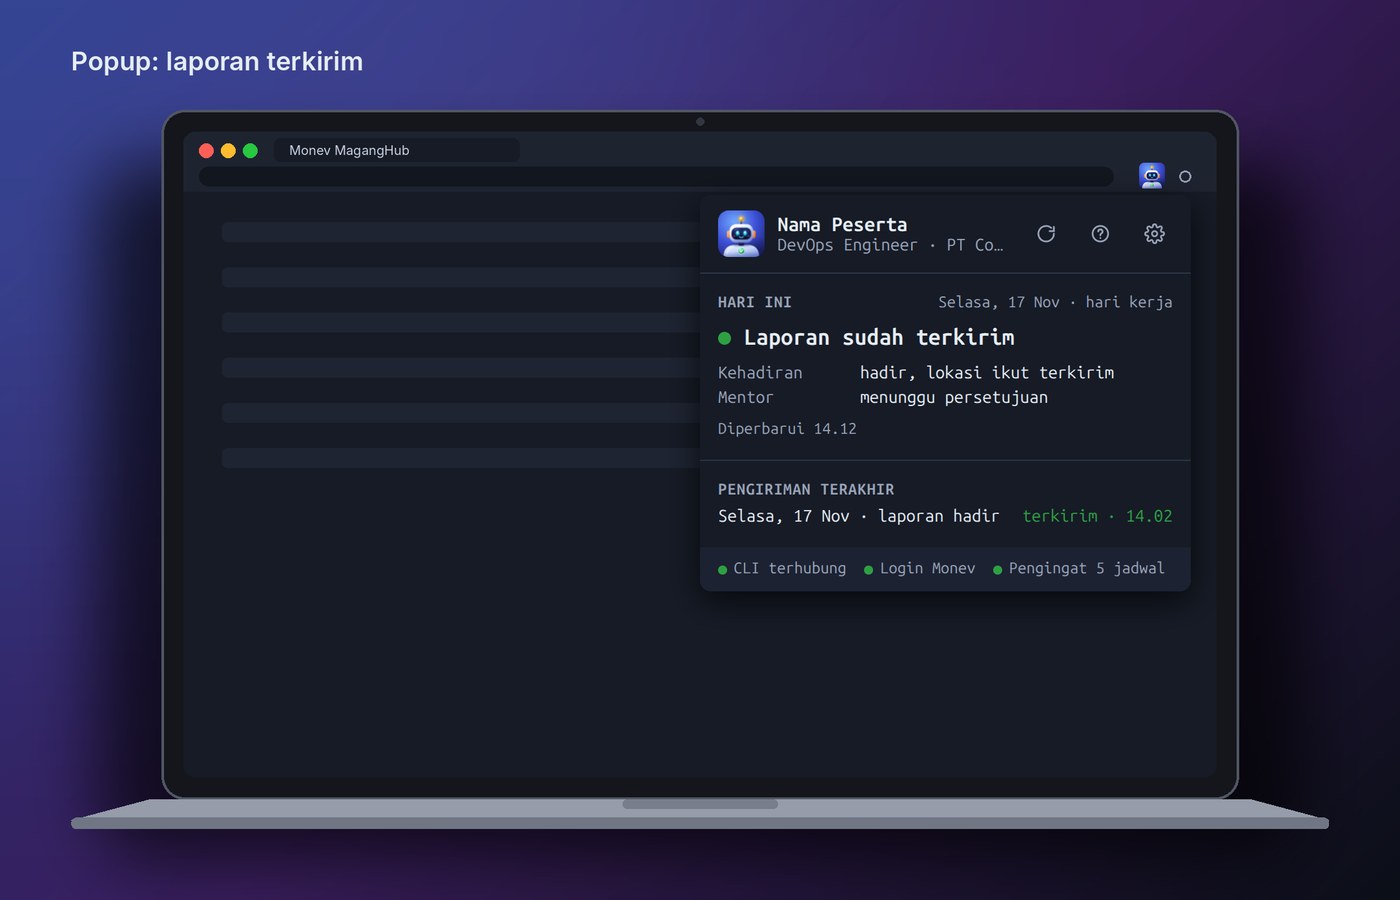 Popup: laporan terkirim
Monev MagangHub
Nama Peserta
DevOps Engineer · PT Co…
HARI INI
Selasa, 17 Nov · hari kerja
Laporan sudah terkirim
Kehadiran hadir, lokasi ikut terkirim
Mentor menunggu persetujuan
Diperbarui 14.12
PENGIRIMAN TERAKHIR
Selasa, 17 Nov · laporan hadir terkirim · 14.02
CLI terhubung Login Monev Pengingat 5 jadwal